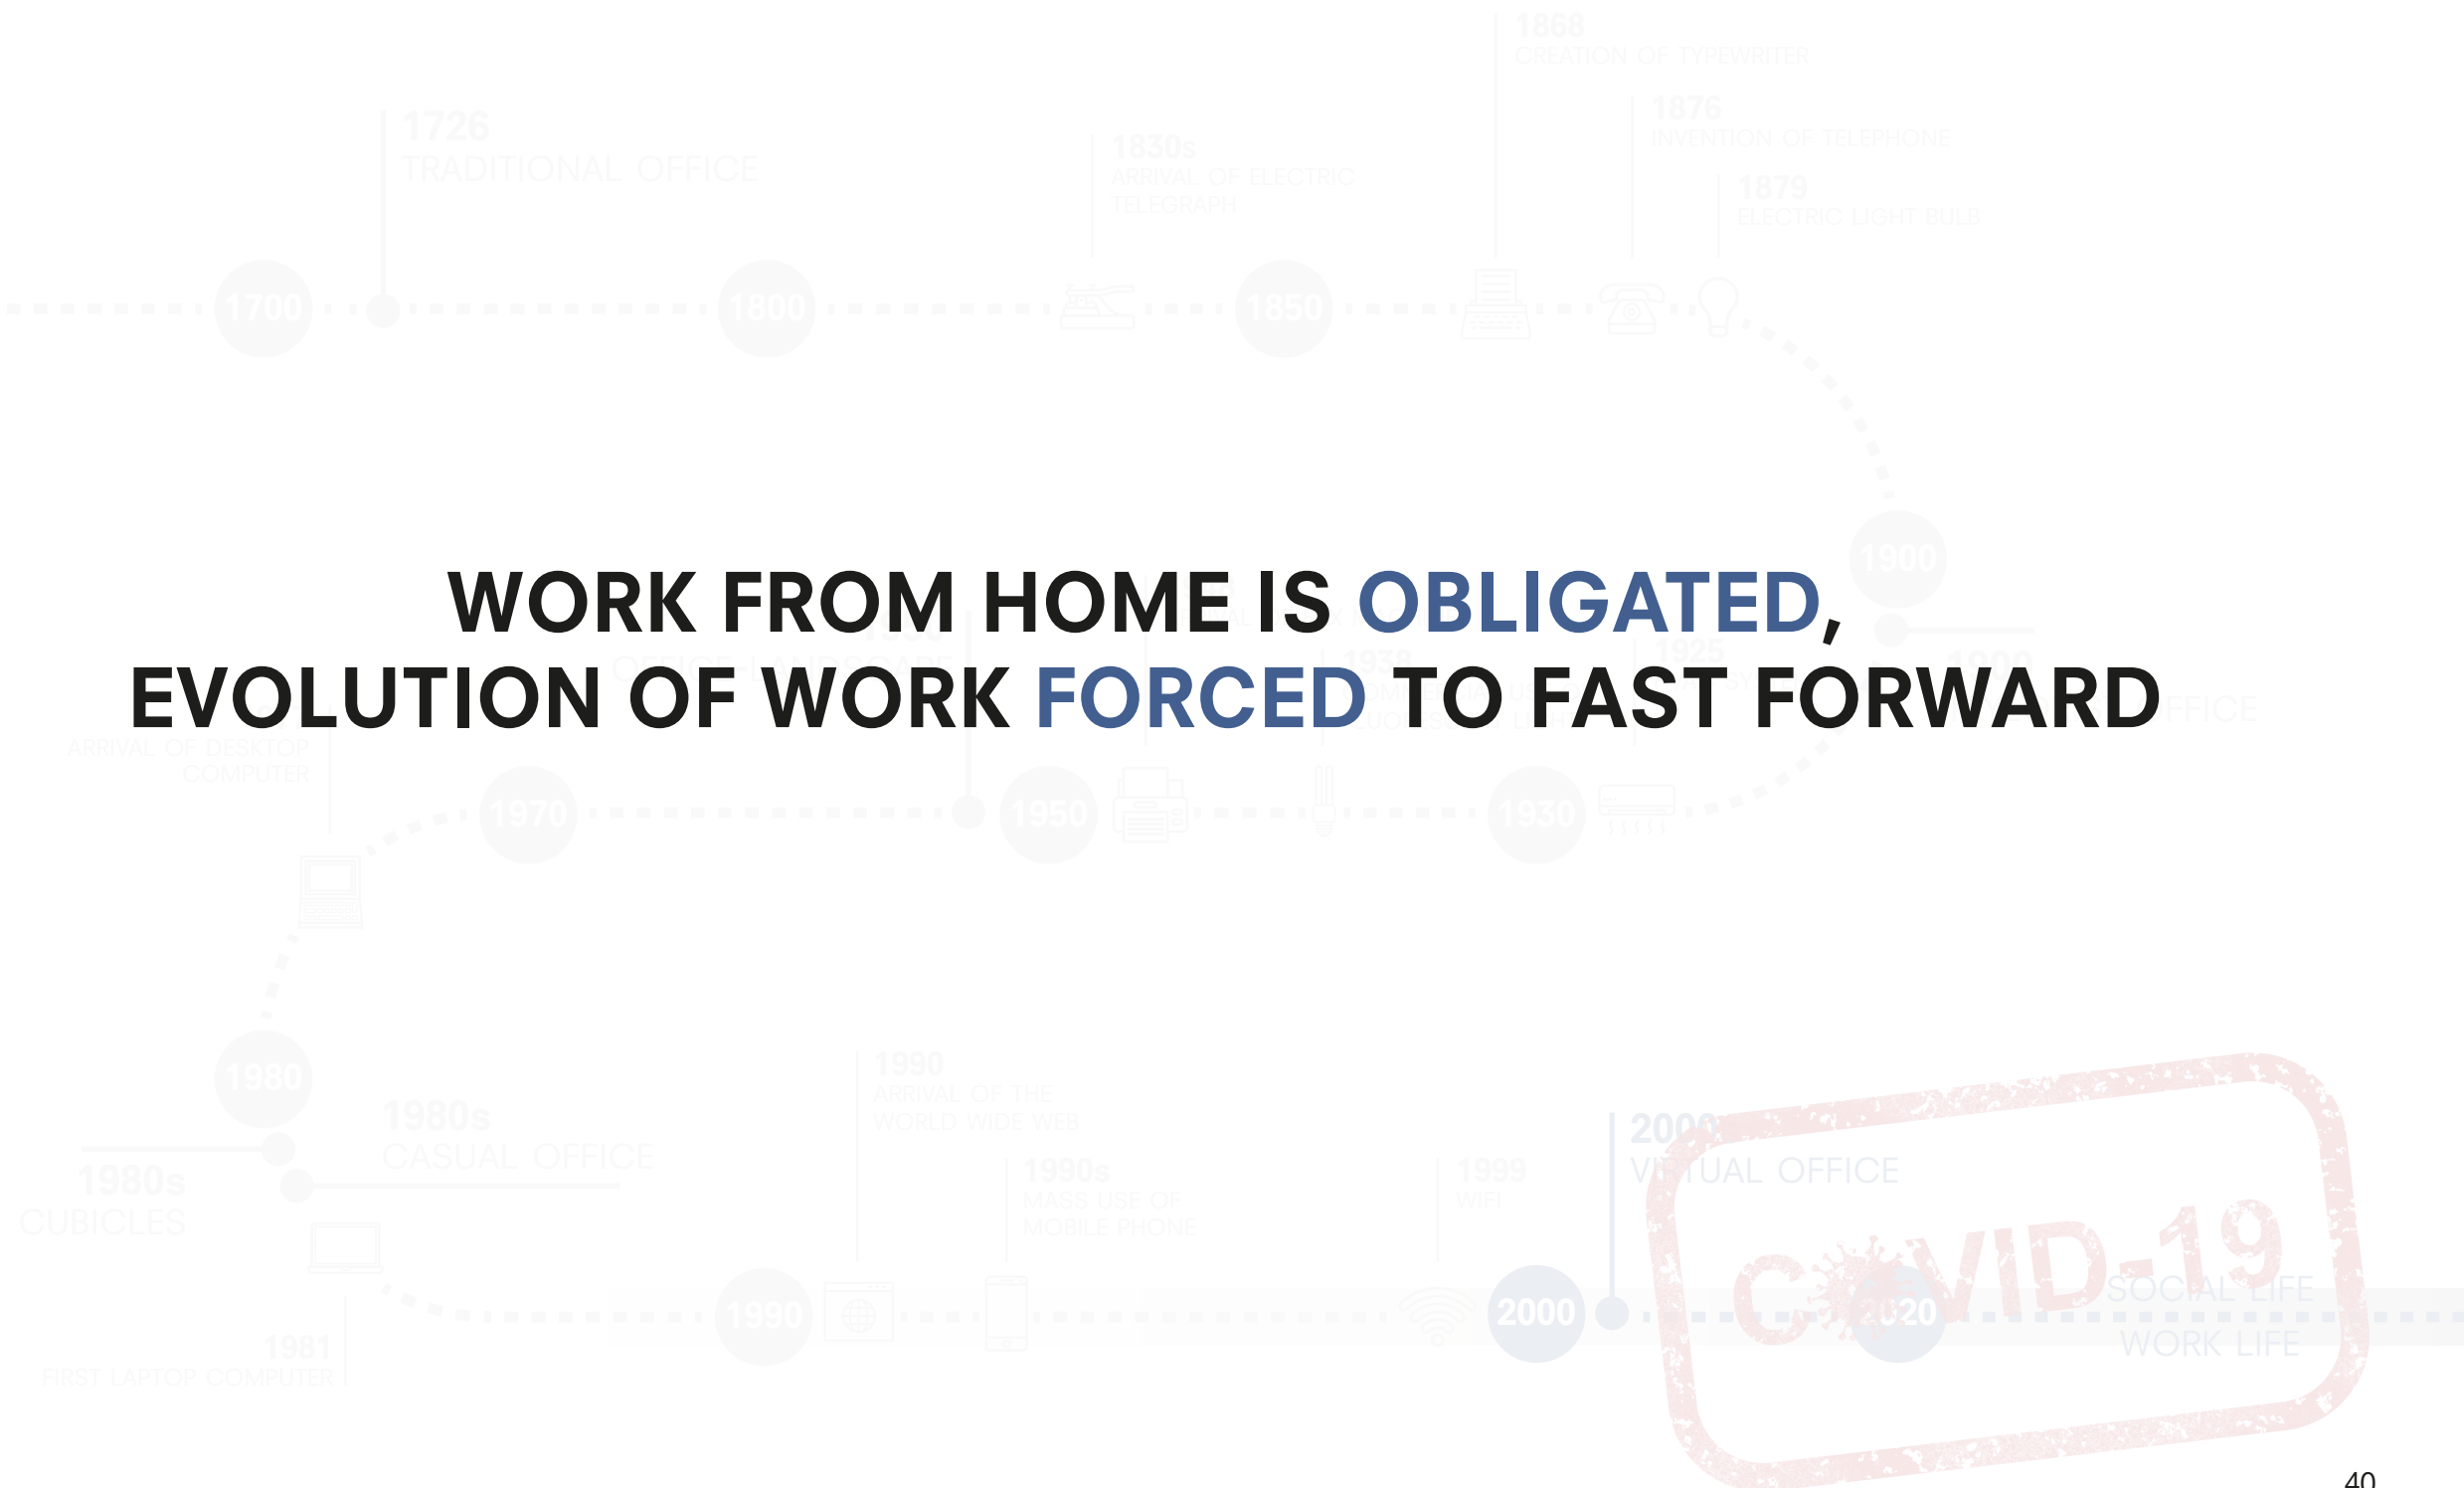 1868
CREATION OF TYPEWRITER
1876
INVENTION OF TELEPHONE
1726
TRADITIONAL OFFICE
1830s
ARRIVAL OF ELECTRIC
TELEGRAPH
1879
ELECTRIC LIGHT BULB
1700
1800
1850
1900
WORK FROM HOME IS OBLIGATED,
EVOLUTION OF WORK FORCED TO FAST FORWARD
1938
1925
ARRIVAL OF DESKTOP
COMPUTER
1970
1950
1930
1980
1980s
CASUAL OFFICE
1980s
CUBICLES
1990
ARRIVAL OF THE
WORLD WIDE WEB
1990s
MASS USE OF
MOBILE PHONE
1999
WIFI
2000
VIRTUAL OFFICE
COVID-19
1990
2000
2020
SOCIAL LIFE
WORK LIFE
1981
FIRST LAPTOP COMPUTER
40